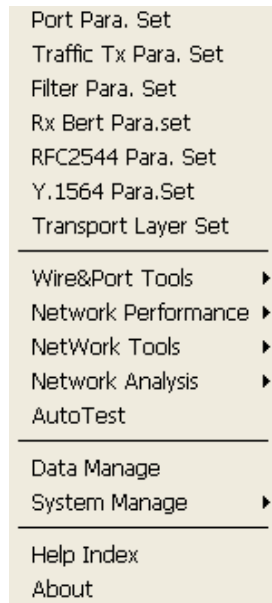 Port Para. Set
Traffic Tx Para. Set
Filter Para. Set
Rx Bert Para.set
RFC2544 Para. Set
Y.1564 Para.Set
Transport Layer Set
Wire&Port Tools
Network Performance
NetWork Tools
Network Analysis
AutoTest
Data Manage
System Manage
Help Index
About